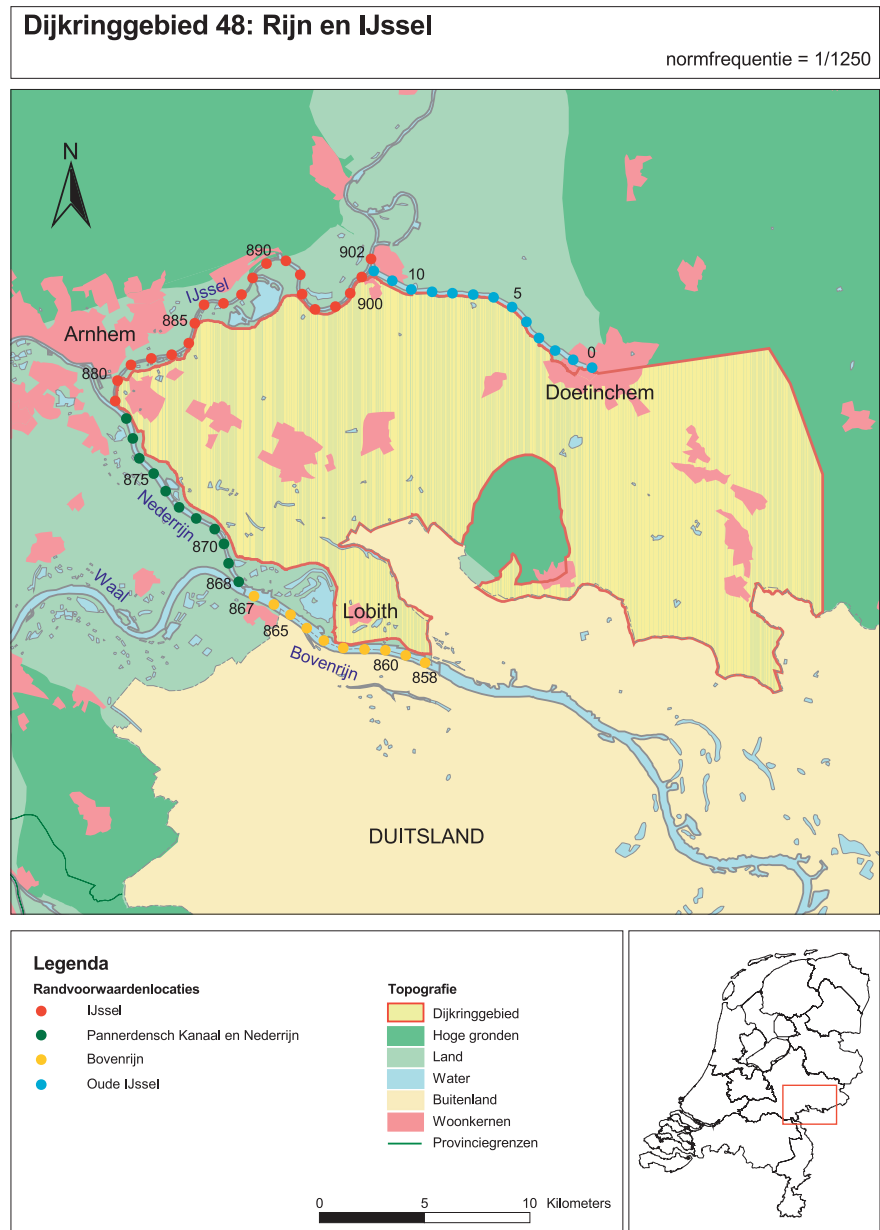 Dijkringgebied 48: Rijn en IJssel
normfrequentie = 1/1250
N
890
902
IJssel
10
900
5
885
Arnhem
0
880
Doetinchem
875
Nederrijn
870
Waal
868
867
Lobith
865
Bovenrijn
860
858
DUITSLAND
Legenda
Randvoorwaardenlocaties
IJssel
Pannerdensch Kanaal en Nederrijn
Bovenrijn
Oude IJssel
Topografie
Dijkringgebied
Hoge gronden
Land
Water
Buitenland
Woonkernen
Provinciegrenzen
0 5 10 Kilometers